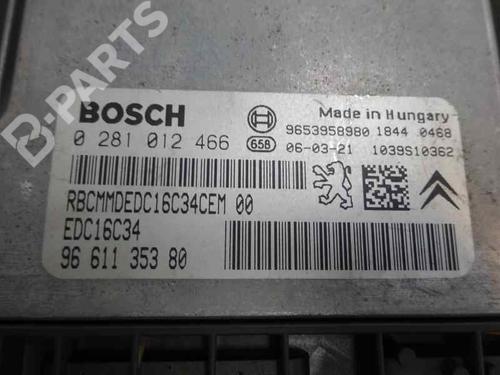 B-PARTS
BOSCH
Made in Hungary
9653958980 1844 0468
0 281 012 466
658 06-03-21 1039S10362
RBCMMDEDC16C34CEM 00
EDC16C34
96 611 353 80